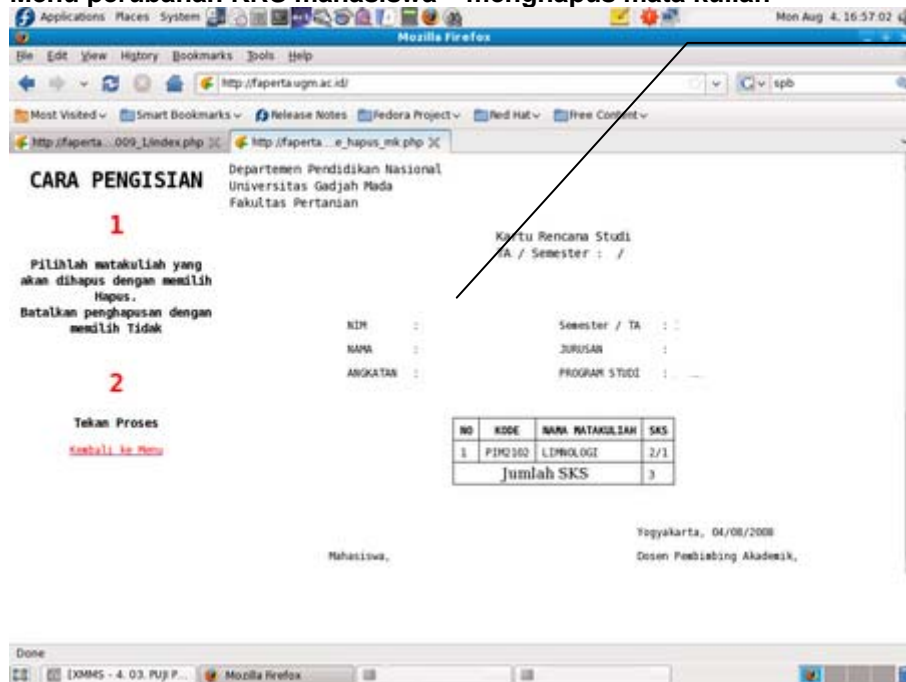 Menu perubahan KRS mahasiswa – menghapus mata kuliah
Applications Places System Mon Aug 4, 16:57:02
Mozilla Firefox
File Edit View History Bookmarks Tools Help
http://faperta.ugm.ac.id/ spb
Most Visited Smart Bookmarks Release Notes Fedora Project Red Hat Free Content
http://faperta...009_1/index.php http://faperta...e_hapus_mk.php
CARA PENGISIAN
1
Pilihlah matakuliah yang
akan dihapus dengan memilih
Hapus.
Batalkan penghapusan dengan
memilih Tidak
2
Tekan Proses
Kembali ke Menu
Departemen Pendidikan Nasional
Universitas Gadjah Mada
Fakultas Pertanian
Kartu Rencana Studi
TA / Semester : /
NIM : Semester / TA :
NAMA : JURUSAN :
ANGKATAN : PROGRAM STUDI :
NO KODE NAMA MATAKULIAH SKS
1 PIM2102 LIMNOLOGI 2/1
Jumlah SKS 3
Yogyakarta, 04/08/2008
Mahasiswa, Dosen Pembimbing Akademik,
Done
[XMMS - 4. 03. PUJI P... Mozilla Firefox